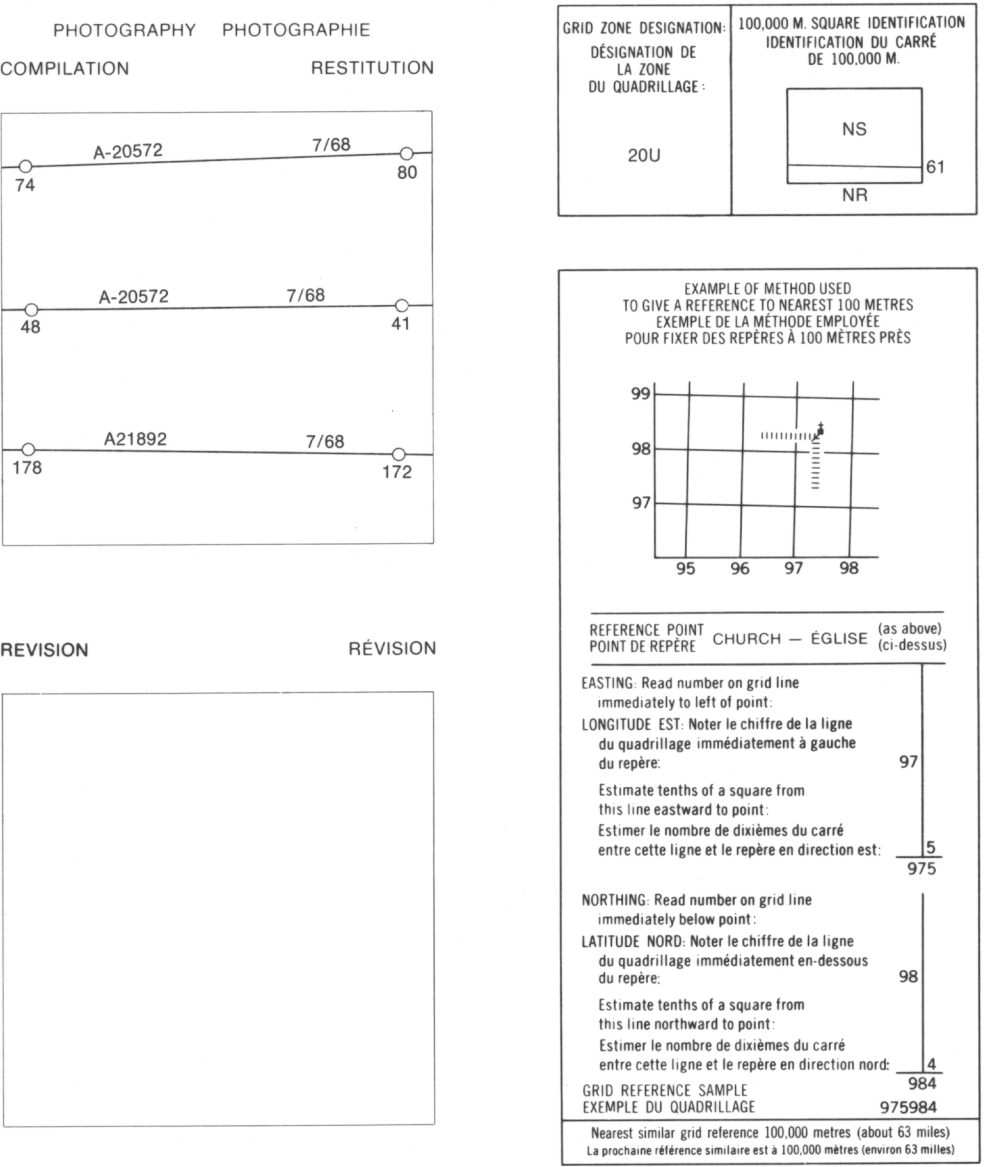 PHOTOGRAPHY PHOTOGRAPHIE
COMPILATION RESTITUTION
A-20572 7/68
74 80
A-20572 7/68
48 41
A21892 7/68
178 172
REVISION RÉVISION
GRID ZONE DESIGNATION:
DÉSIGNATION DE
LA ZONE
DU QUADRILLAGE:
20U
100,000 M. SQUARE IDENTIFICATION
IDENTIFICATION DU CARRÉ
DE 100,000 M.
NS
61
NR
EXAMPLE OF METHOD USED
TO GIVE A REFERENCE TO NEAREST 100 METRES
EXEMPLE DE LA MÉTHODE EMPLOYÉE
POUR FIXER DES REPÈRES À 100 MÈTRES PRÈS
99
98
97
95 96 97 98
REFERENCE POINT
POINT DE REPÈRE
CHURCH — ÉGLISE
(as above)
(ci-dessus)
EASTING: Read number on grid line
immediately to left of point:
LONGITUDE EST: Noter le chiffre de la ligne
du quadrillage immédiatement à gauche
du repère: 97
Estimate tenths of a square from
this line eastward to point:
Estimer le nombre de dixièmes du carré
entre cette ligne et le repère en direction est: 5
975
NORTHING: Read number on grid line
immediately below point:
LATITUDE NORD: Noter le chiffre de la ligne
du quadrillage immédiatement en-dessous
du repère: 98
Estimate tenths of a square from
this line northward to point:
Estimer le nombre de dixièmes du carré
entre cette ligne et le repère en direction nord: 4
984
GRID REFERENCE SAMPLE
EXEMPLE DU QUADRILLAGE 975984
Nearest similar grid reference 100,000 metres (about 63 miles)
La prochaine référence similaire est à 100,000 mètres (environ 63 milles)